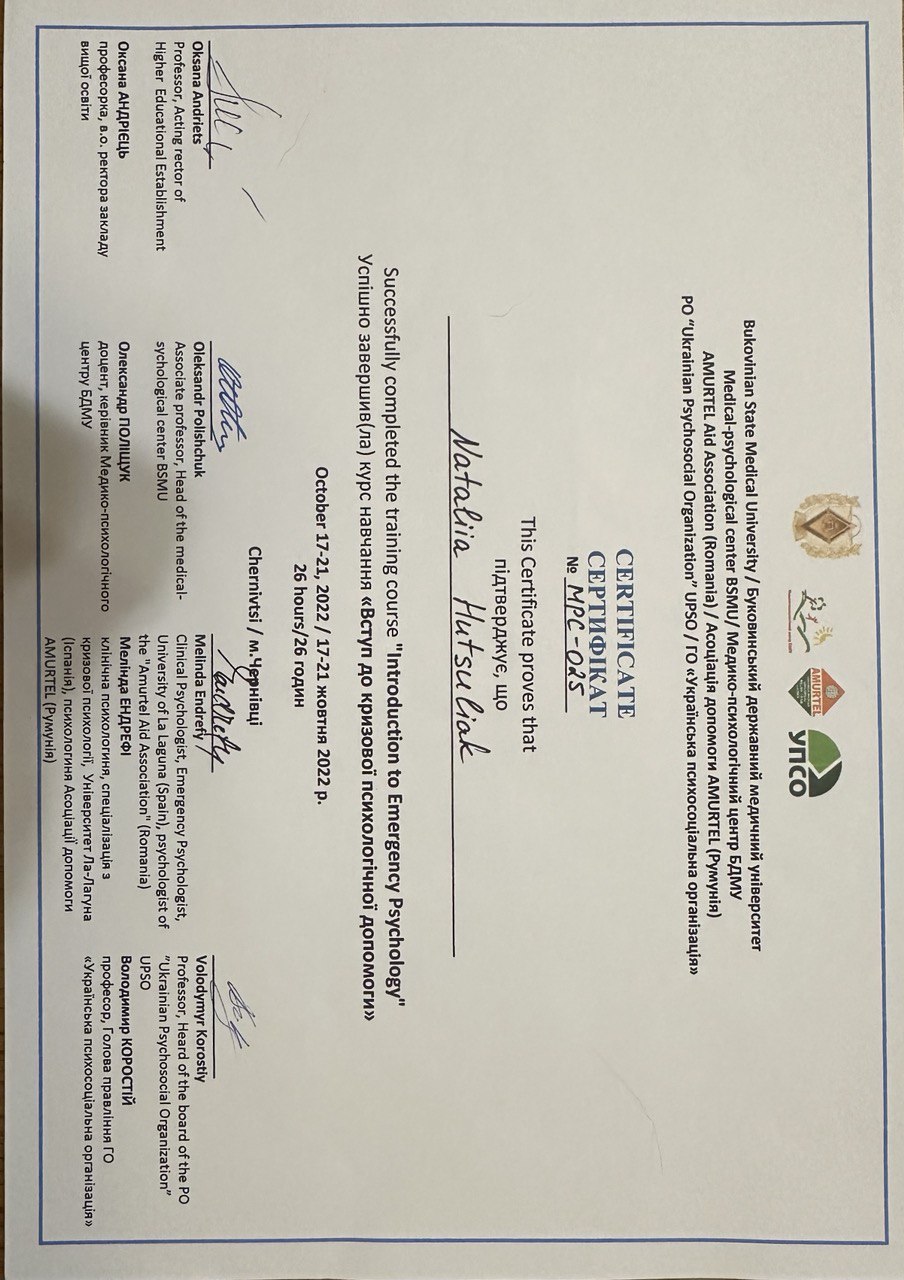 AMURTEL
УПСО
Bukovinian State Medical University / Буковинський державний медичний університет
Medical-psychological center BSMU/ Медико-психологічний центр БДМУ
AMURTEL Aid Association (Romania) / Асоціація допомоги AMURTEL (Румунія)
PO "Ukrainian Psychosocial Organization" UPSO / ГО «Українська психосоціальна організація»
CERTIFICATE
СЕРТИФІКАТ
№ MPC-025
This Certificate proves that
підтверджує, що
Nataliia Hutsuliak
Successfully completed the training course "Introduction to Emergency Psychology"
Успішно завершив(ла) курс навчання «Вступ до кризової психологічної допомоги»
October 17-21, 2022 / 17-21 жовтня 2022 р.
26 hours/26 годин
Chernivtsi / м.Чернівці
Oksana Andriets
Professor, Acting rector of
Higher Educational Establishment
Оксана АНДРІЄЦЬ
професорка, в.о. ректора закладу
вищої освіти
Oleksandr Polishchuk
Associate professor, Head of the medical-
sychological center BSMU
Олександр ПОЛІЩУК
доцент, керівник Медико-психологічного
центру БДМУ
Melinda Endrefy
Clinical Psychologist, Emergency Psychologist,
University of La Laguna (Spain), psychologist of
the "Amurtel Aid Association" (Romania)
Мелінда ЕНДРЕФІ
клінічна психологиня, спеціалізація з
кризової психології, Університет Ла-Лагуна
(Іспанія), психологиня Асоціації допомоги
AMURTEL (Румунія)
Volodymyr Korostiy
Professor, Heard of the board of the PO
"Ukrainian Psychosocial Organization"
UPSO
Володимир КОРОСТІЙ
професор, Голова правління ГО
«Українська психосоціальна організація»